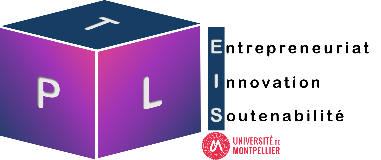 T
P L
Entrepreneuriat
Innovation
Soutenabilité
UNIVERSITÉ DE
MONTPELLIER